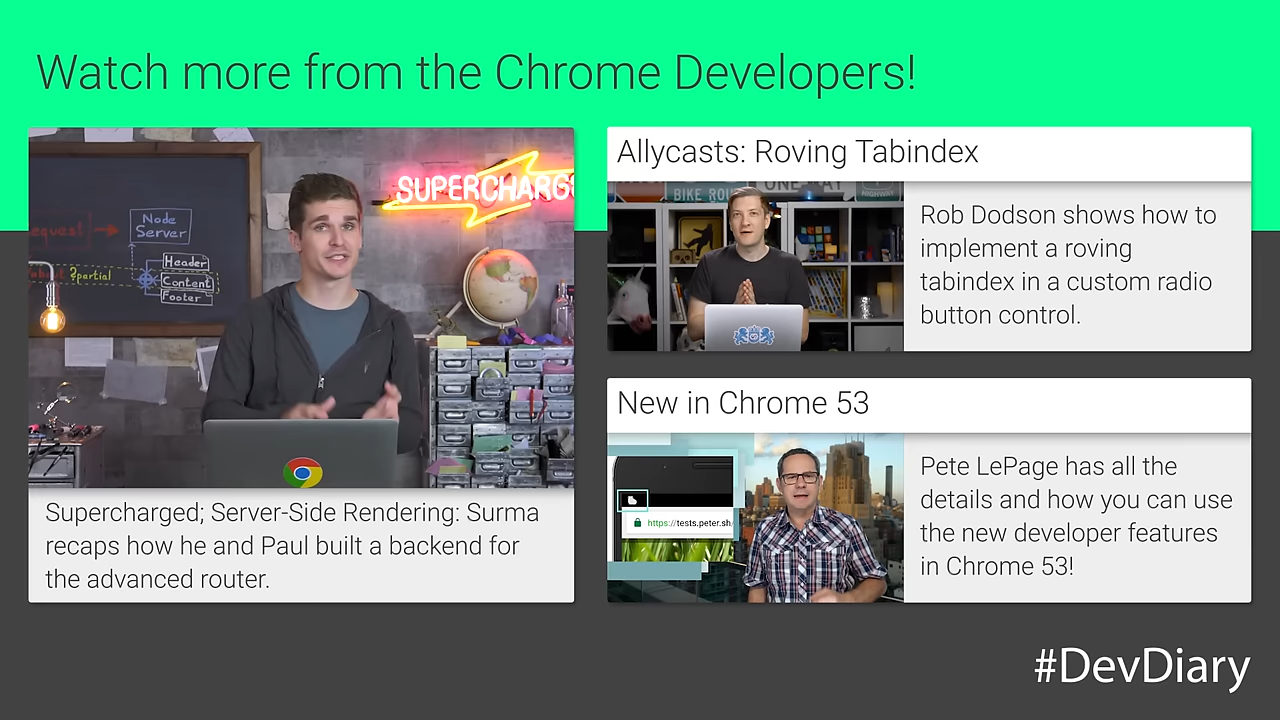 Watch more from the Chrome Developers!
Node
Server
?partial
Header
Content
Footer
SUPERCHARG
Supercharged; Server-Side Rendering: Surma
recaps how he and Paul built a backend for
the advanced router.
Allycasts: Roving Tabindex
BIKE ROU
ONE WAY
HIGHWAY
Rob Dodson shows how to
implement a roving
tabindex in a custom radio
button control.
New in Chrome 53
https://tests.peter.sh/
Pete LePage has all the
details and how you can use
the new developer features
in Chrome 53!
#DevDiary